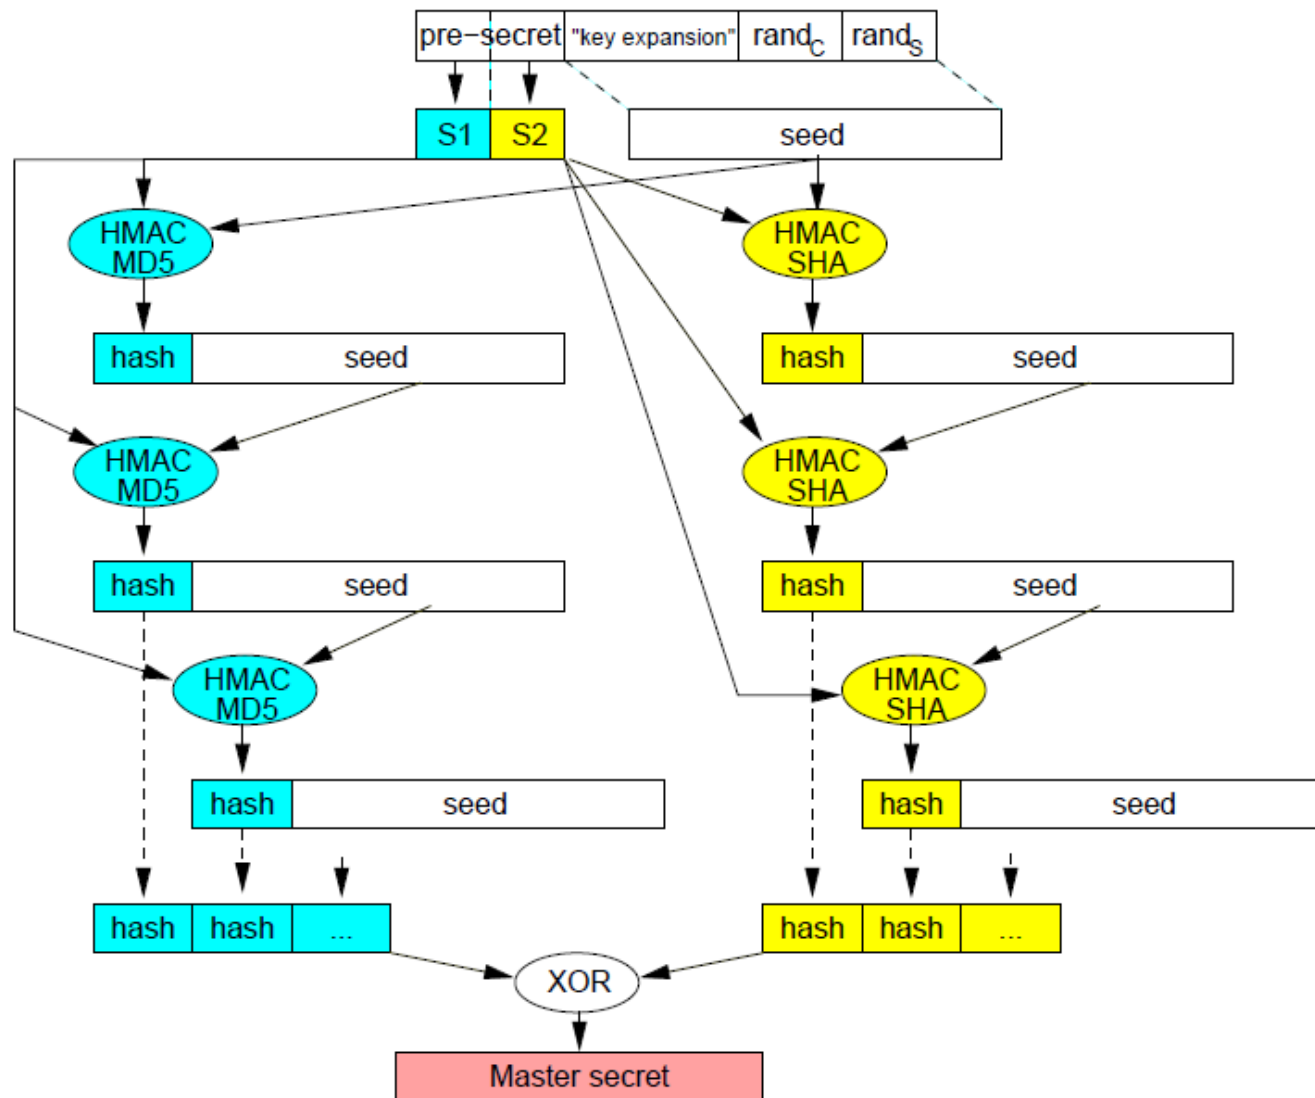 pre-secret "key expansion" rand_C rand_S
S1 S2 seed
HMAC MD5
HMAC SHA
hash seed
hash seed
HMAC MD5
HMAC SHA
hash seed
hash seed
HMAC MD5
HMAC SHA
hash seed
hash seed
hash hash ...
hash hash ...
XOR
Master secret